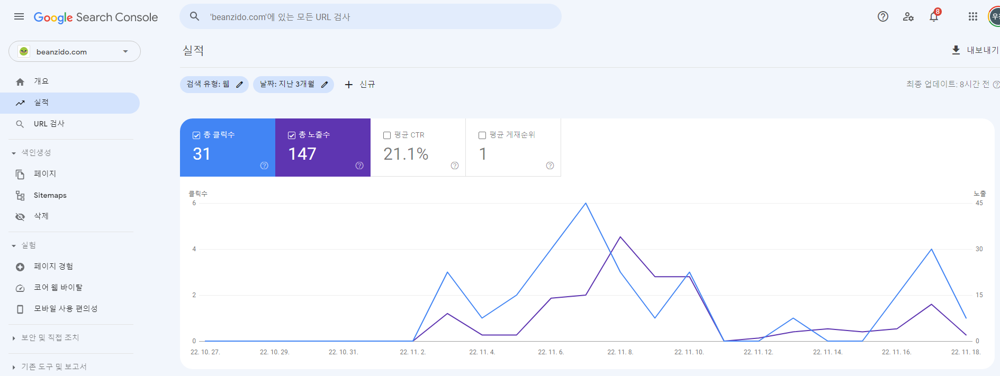 Google Search Console
'beanzido.com'에 있는 모든 URL 검사
8
beanzido.com
실적
내보내기
개요
검색 유형: 웹
날짜: 지난 3개월
신규
최종 업데이트: 8시간 전
실적
URL 검사
색인생성
페이지
Sitemaps
삭제
실험
페이지 경험
코어 웹 바이탈
모바일 사용 편의성
보안 및 직접 조치
기존 도구 및 보고서
총 클릭수
31
총 노출수
147
평균 CTR
21.1%
평균 게재순위
1
클릭수
노출
6
45
4
30
2
15
0
0
22. 10. 27.
22. 10. 29.
22. 10. 31.
22. 11. 2.
22. 11. 4.
22. 11. 6.
22. 11. 8.
22. 11. 10.
22. 11. 12.
22. 11. 14.
22. 11. 16.
22. 11. 18.